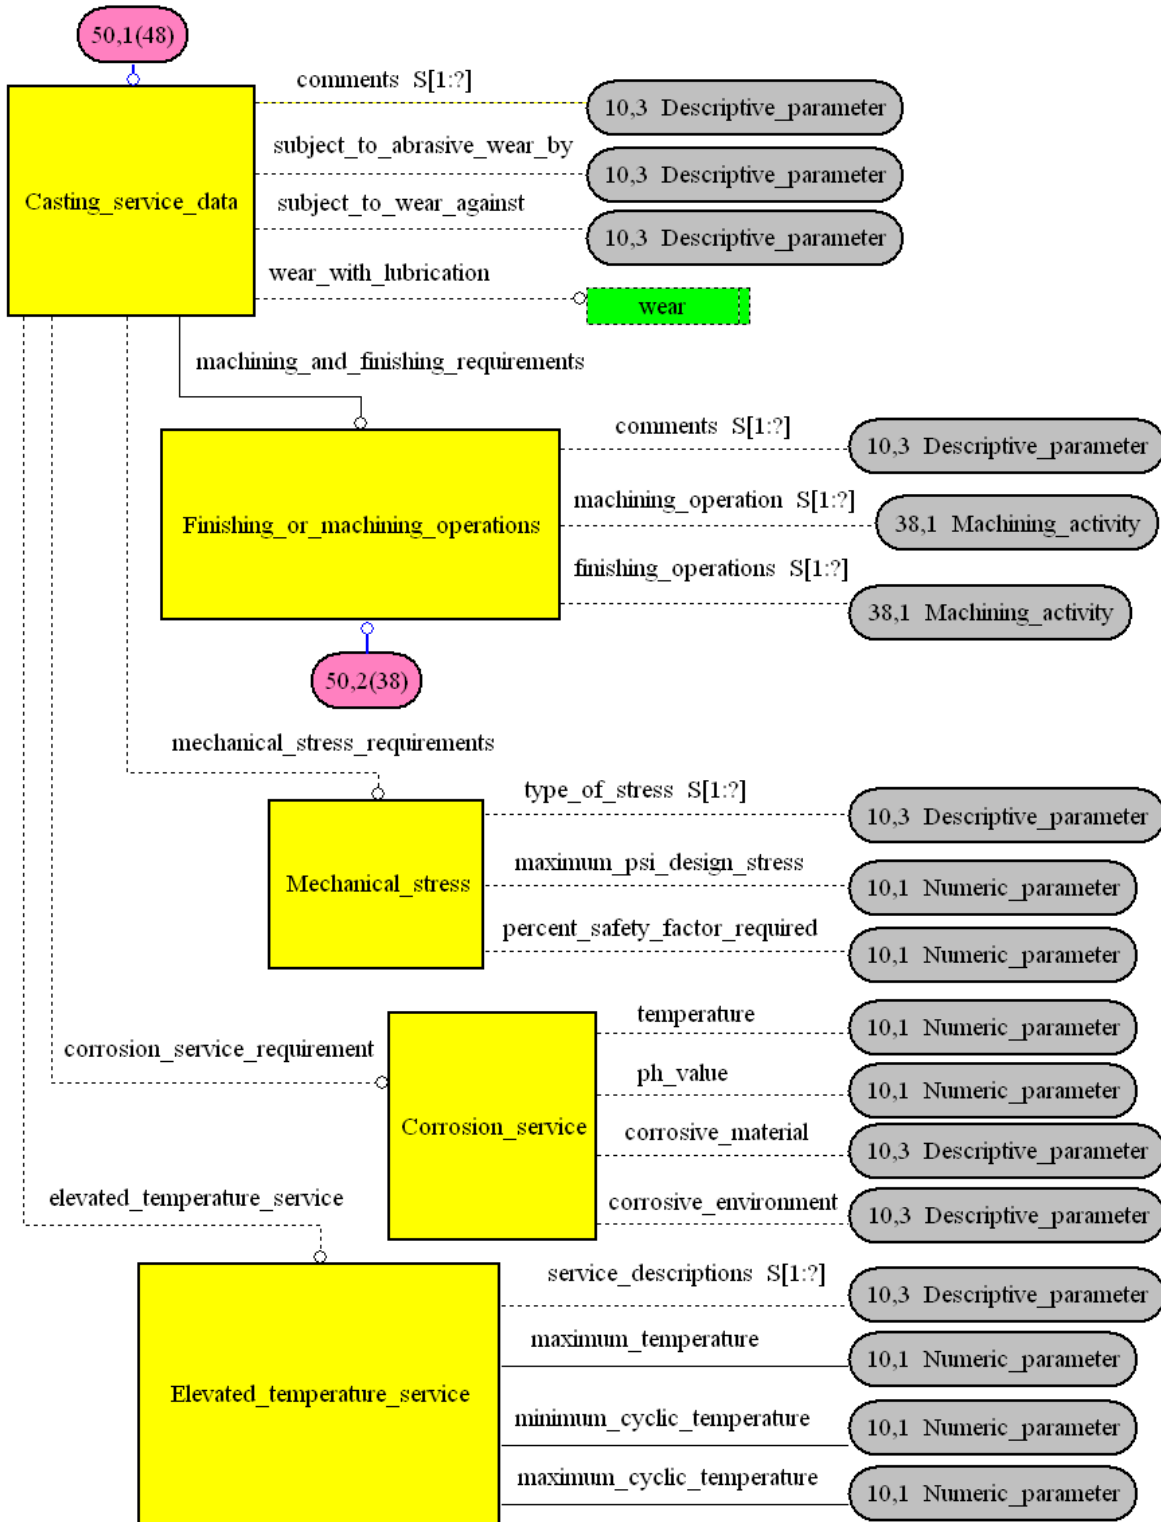 50,1(48)
comments S[1:?]
10,3 Descriptive_parameter
subject_to_abrasive_wear_by
10,3 Descriptive_parameter
Casting_service_data
subject_to_wear_against
10,3 Descriptive_parameter
wear_with_lubrication
wear
machining_and_finishing_requirements
comments S[1:?]
10,3 Descriptive_parameter
machining_operation S[1:?]
Finishing_or_machining_operations
38,1 Machining_activity
finishing_operations S[1:?]
38,1 Machining_activity
50,2(38)
mechanical_stress_requirements
type_of_stress S[1:?]
10,3 Descriptive_parameter
maximum_psi_design_stress
Mechanical_stress
10,1 Numeric_parameter
percent_safety_factor_required
10,1 Numeric_parameter
temperature
10,1 Numeric_parameter
corrosion_service_requirement
ph_value
10,1 Numeric_parameter
Corrosion_service
corrosive_material
10,3 Descriptive_parameter
elevated_temperature_service
corrosive_environment
10,3 Descriptive_parameter
service_descriptions S[1:?]
10,3 Descriptive_parameter
maximum_temperature
10,1 Numeric_parameter
Elevated_temperature_service
minimum_cyclic_temperature
10,1 Numeric_parameter
maximum_cyclic_temperature
10,1 Numeric_parameter